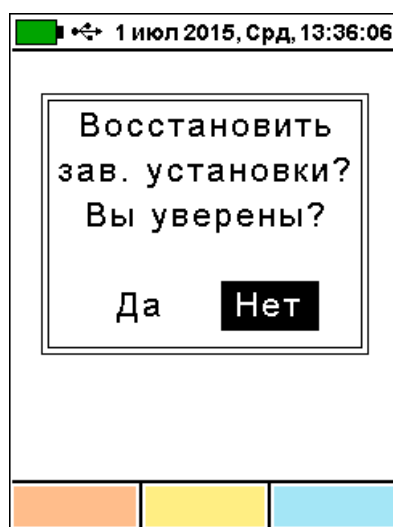 1 июл 2015, Срд, 13:36:06
Восстановить
зав. установки?
Вы уверены?
Да Нет